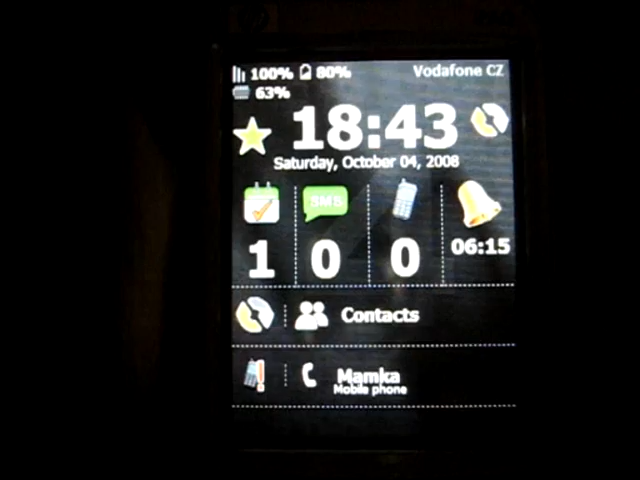 100% 80% Vodafone CZ
63%
18:43
Saturday, October 04, 2008
SMS
1 0 0 06:15
Contacts
Mamka
Mobile phone